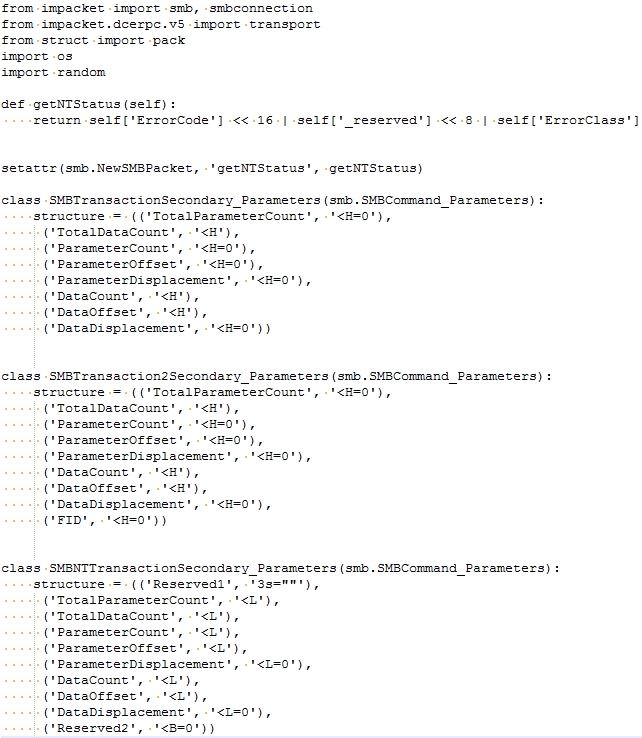 from impacket import smb, smbconnection
from impacket.dcerpc.v5 import transport
from struct import pack
import os
import random

def getNTStatus(self):
    return self['ErrorCode'] << 16 | self['_reserved'] << 8 | self['ErrorClass']


setattr(smb.NewSMBPacket, 'getNTStatus', getNTStatus)

class SMBTransactionSecondary_Parameters(smb.SMBCommand_Parameters):
    structure = (('TotalParameterCount', '<H=0'),
     ('TotalDataCount', '<H'),
     ('ParameterCount', '<H=0'),
     ('ParameterOffset', '<H=0'),
     ('ParameterDisplacement', '<H=0'),
     ('DataCount', '<H'),
     ('DataOffset', '<H'),
     ('DataDisplacement', '<H=0'))


class SMBTransaction2Secondary_Parameters(smb.SMBCommand_Parameters):
    structure = (('TotalParameterCount', '<H=0'),
     ('TotalDataCount', '<H'),
     ('ParameterCount', '<H=0'),
     ('ParameterOffset', '<H=0'),
     ('ParameterDisplacement', '<H=0'),
     ('DataCount', '<H'),
     ('DataOffset', '<H'),
     ('DataDisplacement', '<H=0'),
     ('FID', '<H=0'))


class SMBNTTransactionSecondary_Parameters(smb.SMBCommand_Parameters):
    structure = (('Reserved1', '3s=""'),
     ('TotalParameterCount', '<L'),
     ('TotalDataCount', '<L'),
     ('ParameterCount', '<L'),
     ('ParameterOffset', '<L'),
     ('ParameterDisplacement', '<L=0'),
     ('DataCount', '<L'),
     ('DataOffset', '<L'),
     ('DataDisplacement', '<L=0'),
     ('Reserved2', '<B=0'))